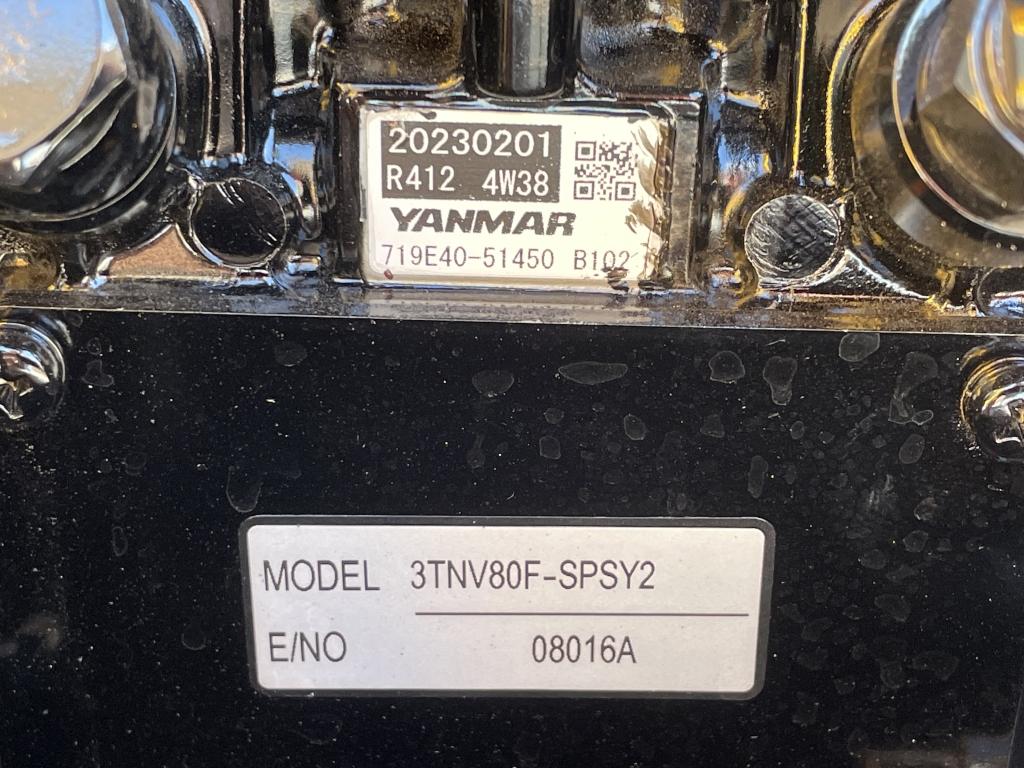 20230201
R412 4W38
YANMAR
719E40-51450 B102
MODEL 3TNV80F-SPSY2
E/NO 08016A